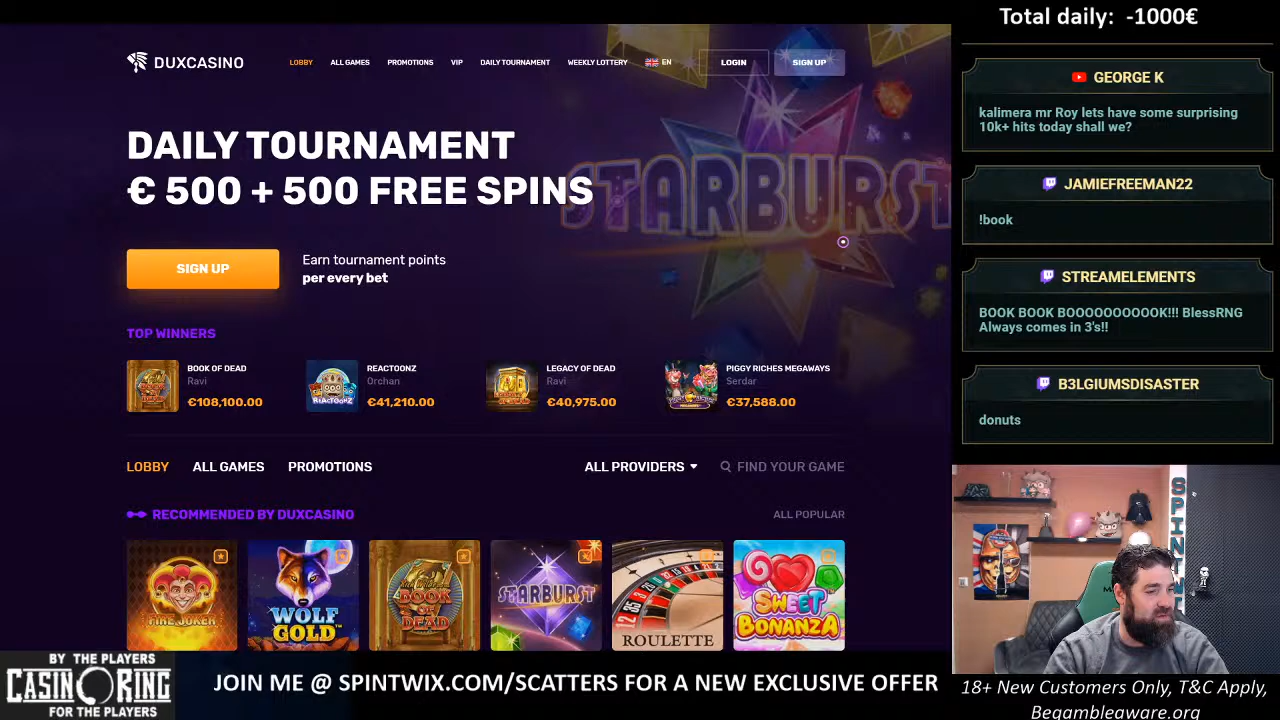 Total daily: -1000€
DUXCASINO
LOBBY ALL GAMES PROMOTIONS VIP DAILY TOURNAMENT WEEKLY LOTTERY EN LOGIN SIGN UP
DAILY TOURNAMENT
€ 500 + 500 FREE SPINS
STARBURST
SIGN UP
Earn tournament points
per every bet
TOP WINNERS
BOOK OF DEAD
Ravi
€108,100.00
REACTOONZ
Orchan
€41,210.00
LEGACY OF DEAD
Ravi
€40,975.00
PIGGY RICHES MEGAWAYS
Serdar
€37,588.00
LOBBY ALL GAMES PROMOTIONS ALL PROVIDERS FIND YOUR GAME
RECOMMENDED BY DUXCASINO ALL POPULAR
FIRE JOKER
WOLF
GOLD™
BOOK
OF
DEAD
STARBURST
ROULETTE
SWEET
BONANZA
GEORGE K
kalimera mr Roy lets have some surprising
10k+ hits today shall we?
JAMIEFREEMAN22
!book
STREAMELEMENTS
BOOK BOOK BOOOOOOOOOK!!! BlessRNG
Always comes in 3's!!
B3LGIUMSDISASTER
donuts
BY THE PLAYERS
CASINORING
FOR THE PLAYERS
JOIN ME @ SPINTWIX.COM/SCATTERS FOR A NEW EXCLUSIVE OFFER
18+ New Customers Only, T&C Apply,
Begambleaware.org